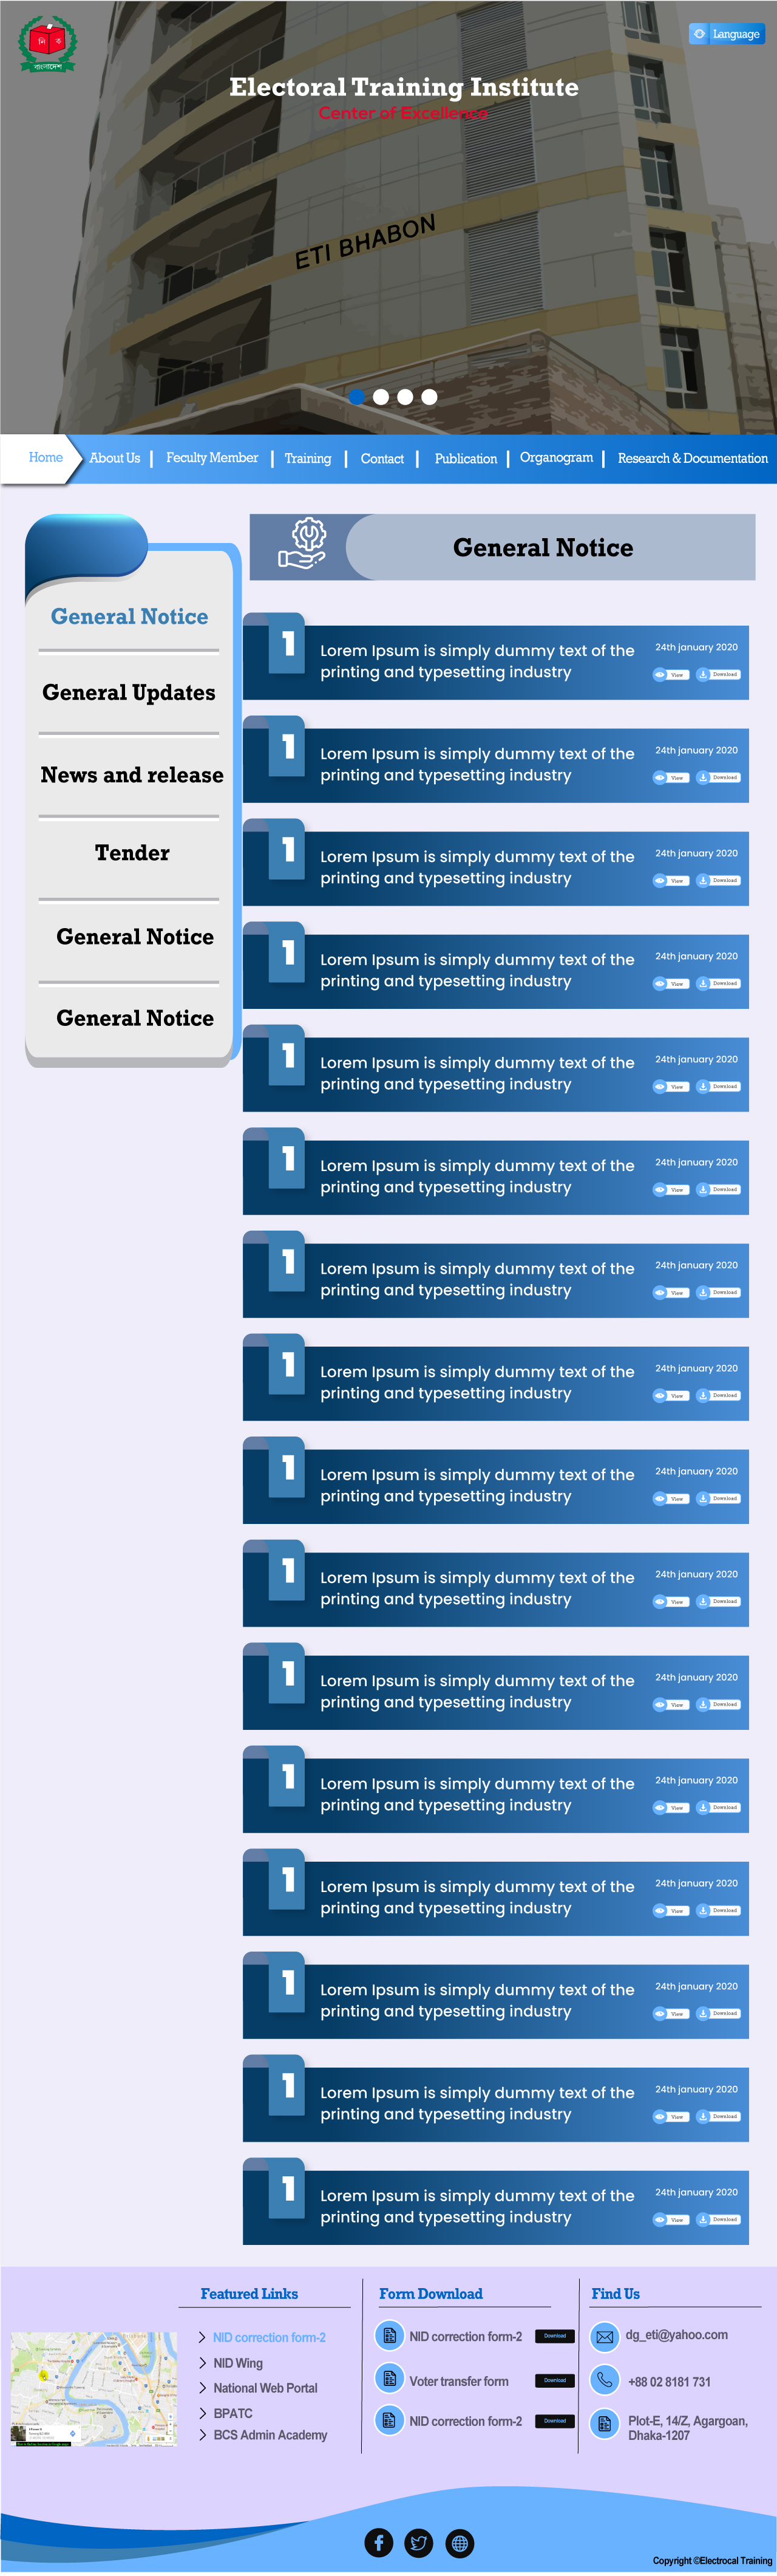 নি ক
বাংলাদেশ
Language
Electoral Training Institute
Center of Excellence
ETI BHABON
Home
About Us
Feculty Member
Training
Contact
Publication
Organogram
Research & Documentation
General Notice
General Updates
News and release
Tender
General Notice
General Notice
General Notice
1
Lorem Ipsum is simply dummy text of the
printing and typesetting industry
24th january 2020
View Download
1
Lorem Ipsum is simply dummy text of the
printing and typesetting industry
24th january 2020
View Download
1
Lorem Ipsum is simply dummy text of the
printing and typesetting industry
24th january 2020
View Download
1
Lorem Ipsum is simply dummy text of the
printing and typesetting industry
24th january 2020
View Download
1
Lorem Ipsum is simply dummy text of the
printing and typesetting industry
24th january 2020
View Download
1
Lorem Ipsum is simply dummy text of the
printing and typesetting industry
24th january 2020
View Download
1
Lorem Ipsum is simply dummy text of the
printing and typesetting industry
24th january 2020
View Download
1
Lorem Ipsum is simply dummy text of the
printing and typesetting industry
24th january 2020
View Download
1
Lorem Ipsum is simply dummy text of the
printing and typesetting industry
24th january 2020
View Download
1
Lorem Ipsum is simply dummy text of the
printing and typesetting industry
24th january 2020
View Download
1
Lorem Ipsum is simply dummy text of the
printing and typesetting industry
24th january 2020
View Download
1
Lorem Ipsum is simply dummy text of the
printing and typesetting industry
24th january 2020
View Download
1
Lorem Ipsum is simply dummy text of the
printing and typesetting industry
24th january 2020
View Download
1
Lorem Ipsum is simply dummy text of the
printing and typesetting industry
24th january 2020
View Download
1
Lorem Ipsum is simply dummy text of the
printing and typesetting industry
24th january 2020
View Download
1
Lorem Ipsum is simply dummy text of the
printing and typesetting industry
24th january 2020
View Download
Featured Links
NID correction form-2
NID Wing
National Web Portal
BPATC
BCS Admin Academy
Form Download
NID correction form-2
Download
Voter transfer form
Download
NID correction form-2
Download
Find Us
dg_eti@yahoo.com
+88 02 8181 731
Plot-E, 14/Z, Agargoan,
Dhaka-1207
Copyright ©Electrocal Training